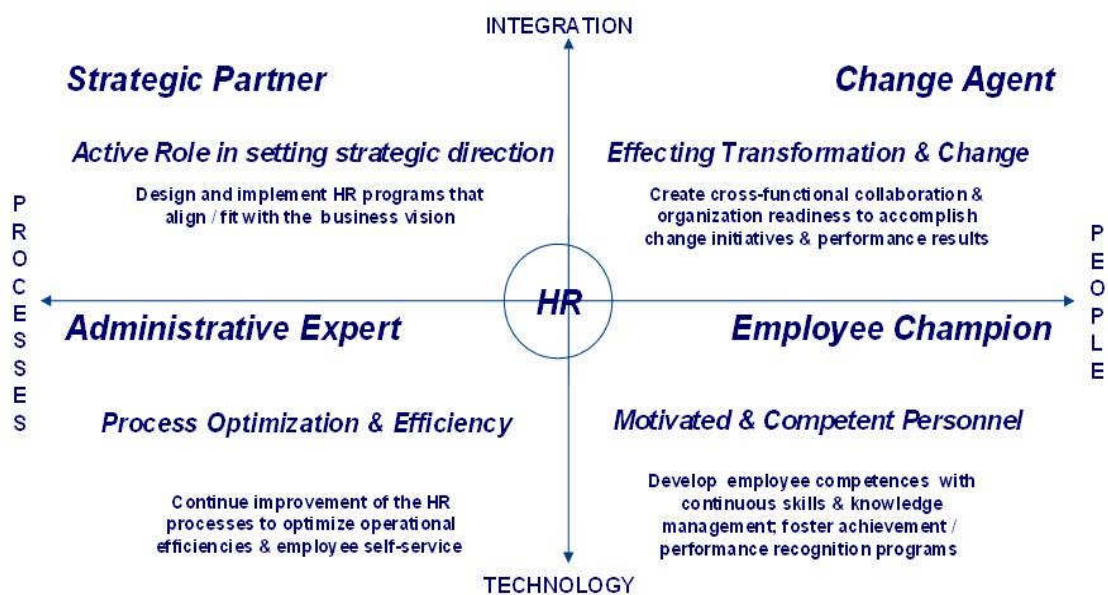 INTEGRATION
Strategic Partner
Active Role in setting strategic direction
Design and implement HR programs that
align / fit with the business vision
Change Agent
Effecting Transformation & Change
Create cross-functional collaboration &
organization readiness to accomplish
change initiatives & performance results
PROCESSES
HR
PEOPLE
Administrative Expert
Process Optimization & Efficiency
Continue improvement of the HR
processes to optimize operational
efficiencies & employee self-service
Employee Champion
Motivated & Competent Personnel
Develop employee competences with
continuous skills & knowledge
management; foster achievement /
performance recognition programs
TECHNOLOGY